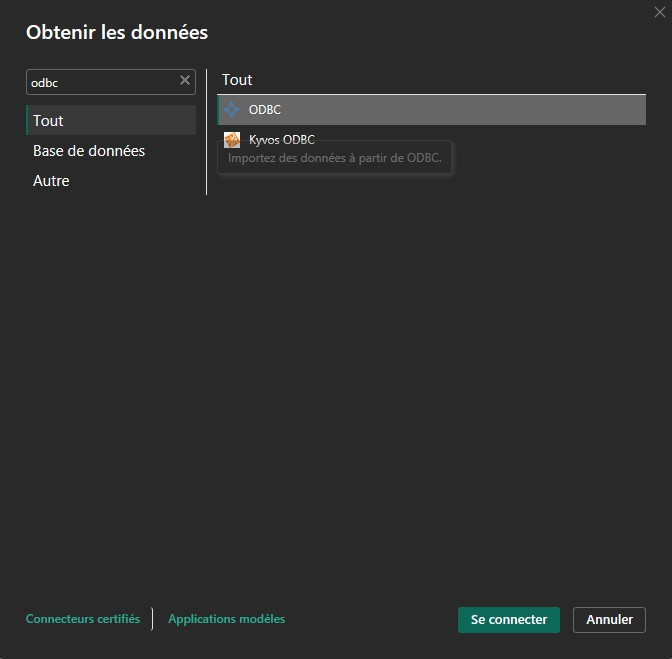 Obtenir les données
odbc
Tout
Base de données
Autre
Tout
ODBC
Kyvos ODBC
Importez des données à partir de ODBC.
Connecteurs certifiés
Applications modèles
Se connecter
Annuler